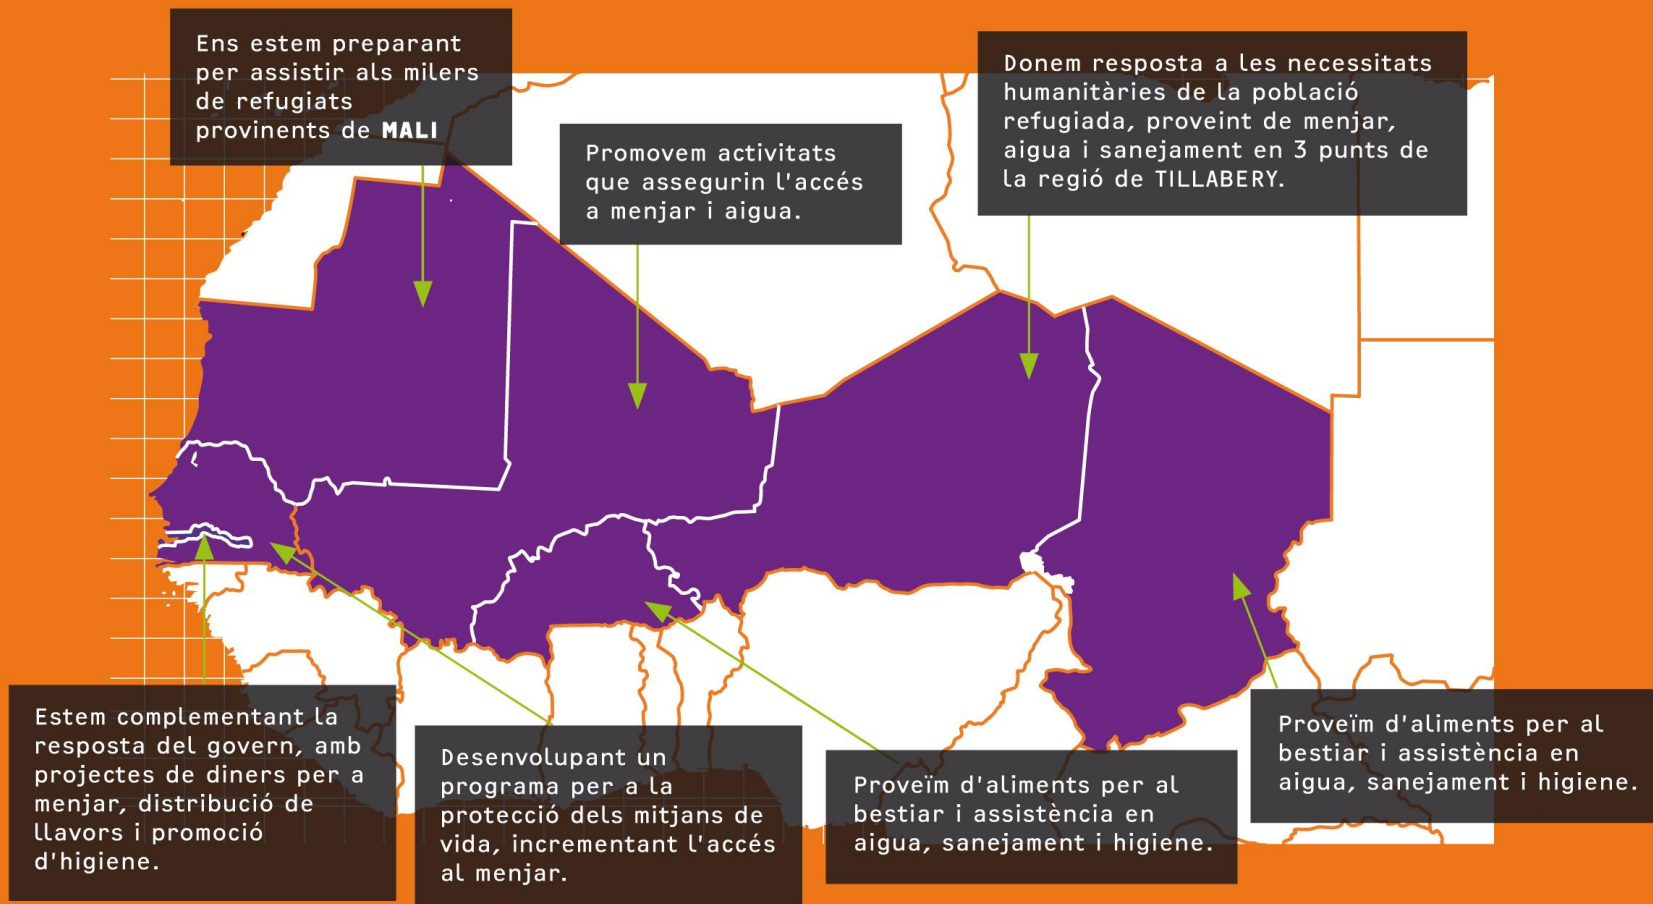 Ens estem preparant
per assistir als milers
de refugiats
provinents de MALI
Promovem activitats
que assegurin l'accés
a menjar i aigua.
Donem resposta a les necessitats
humanitàries de la població
refugiada, proveint de menjar,
aigua i sanejament en 3 punts de
la regió de TILLABERY.
Estem complementant la
resposta del govern, amb
projectes de diners per a
menjar, distribució de
llavors i promoció
d'higiene.
Desenvolupant un
programa per a la
protecció dels mitjans de
vida, incrementant l'accés
al menjar.
Proveïm d'aliments per al
bestiar i assistència en
aigua, sanejament i higiene.
Proveïm d'aliments per al
bestiar i assistència en
aigua, sanejament i higiene.